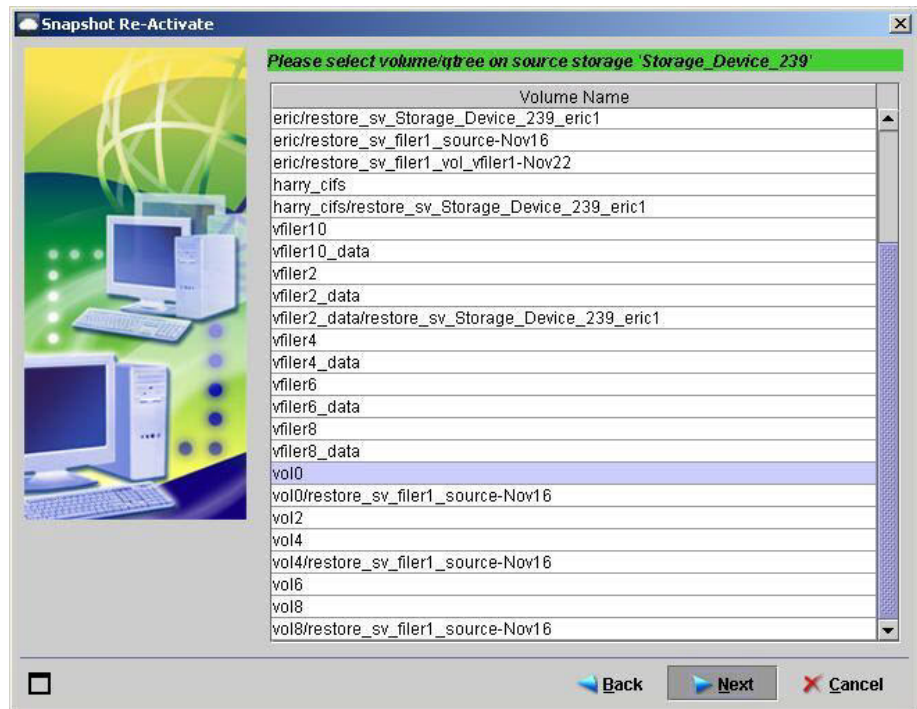 Snapshot Re-Activate
Please select volume/qtree on source storage 'Storage_Device_239'
Volume Name
eric/restore_sv_Storage_Device_239_eric1
eric/restore_sv_filer1_source-Nov16
eric/restore_sv_filer1_vol_vfiler1-Nov22
harry_cifs
harry_cifs/restore_sv_Storage_Device_239_eric1
vfiler10
vfiler10_data
vfiler2
vfiler2_data
vfiler2_data/restore_sv_Storage_Device_239_eric1
vfiler4
vfiler4_data
vfiler6
vfiler6_data
vfiler8
vfiler8_data
vol0
vol0/restore_sv_filer1_source-Nov16
vol2
vol4
vol4/restore_sv_filer1_source-Nov16
vol6
vol8
vol8/restore_sv_filer1_source-Nov16
Back Next Cancel